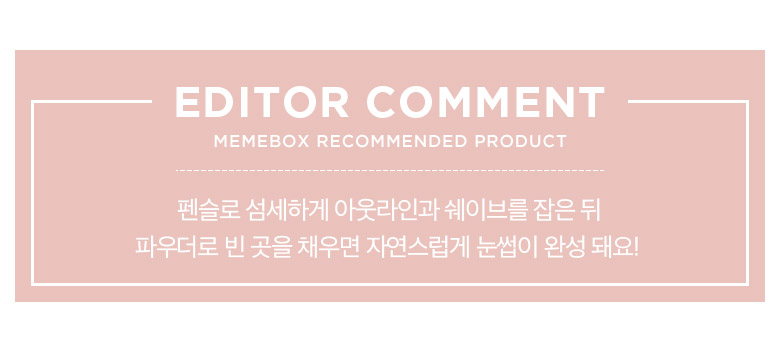 EDITOR COMMENT
MEMEBOX RECOMMENDED PRODUCT
펜슬로 섬세하게 아웃라인과 쉐이브를 잡은 뒤
파우더로 빈 곳을 채우면 자연스럽게 눈썹이 완성 돼요!